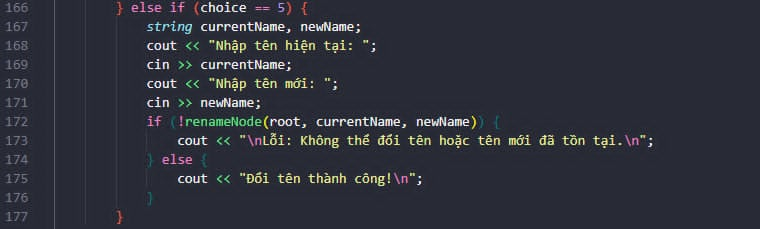 166 } else if (choice == 5) {
167 string currentName, newName;
168 cout << "Nhập tên hiện tại: ";
169 cin >> currentName;
170 cout << "Nhập tên mới: ";
171 cin >> newName;
172 if (!renameNode(root, currentName, newName)) {
173 cout << "\nLỗi: Không thể đổi tên hoặc tên mới đã tồn tại.\n";
174 } else {
175 cout << "Đổi tên thành công!\n";
176 }
177 }